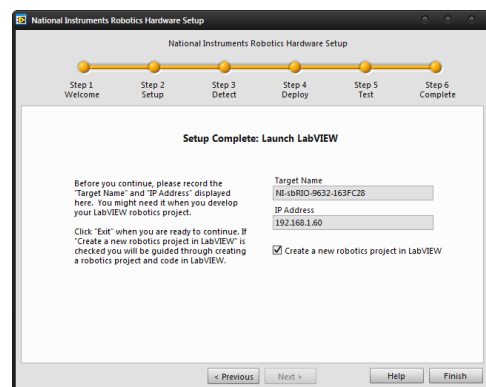 National Instruments Robotics Hardware Setup
National Instruments Robotics Hardware Setup
Step 1 Step 2 Step 3 Step 4 Step 5 Step 6
Welcome Setup Detect Deploy Test Complete
Setup Complete: Launch LabVIEW
Before you continue, please record the
"Target Name" and "IP Address" displayed
here. You might need it when you develop
your LabVIEW robotics project.
Click "Exit" when you are ready to continue. If
"Create a new robotics project in LabVIEW" is
checked you will be guided through creating
a robotics project and code in LabVIEW.
Target Name
NI-sbRIO-9632-163FC28
IP Address
192.168.1.60
Create a new robotics project in LabVIEW
< Previous Next > Help Finish